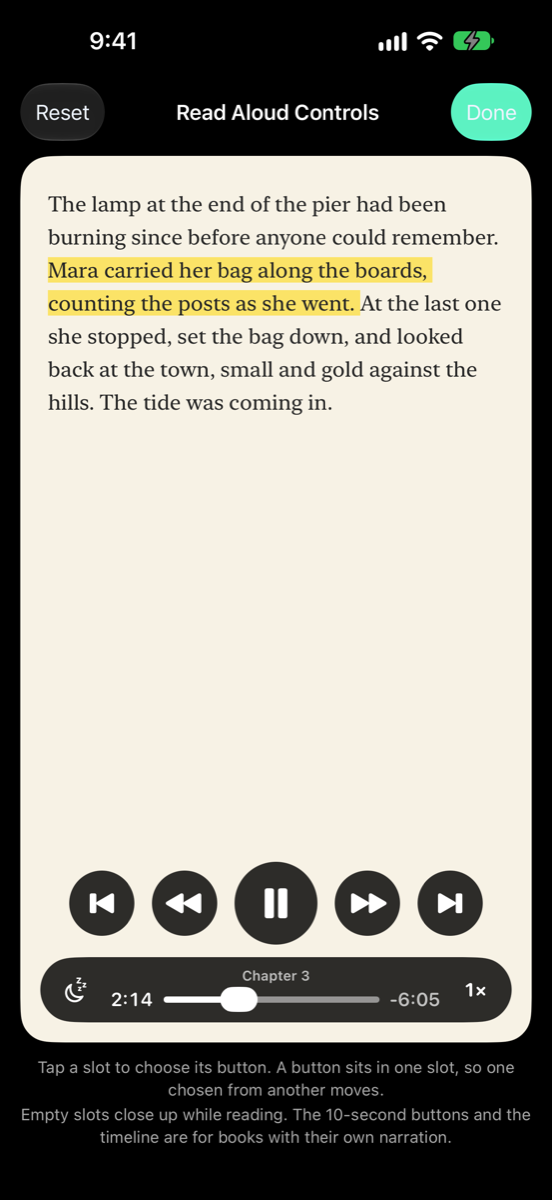 9:41
Reset
Read Aloud Controls
Done
The lamp at the end of the pier had been
burning since before anyone could remember.
Mara carried her bag along the boards,
counting the posts as she went. At the last one
she stopped, set the bag down, and looked
back at the town, small and gold against the
hills. The tide was coming in.
Chapter 3
zzz
2:14
-6:05
1×
Tap a slot to choose its button. A button sits in one slot, so one
chosen from another moves.
Empty slots close up while reading. The 10-second buttons and the
timeline are for books with their own narration.